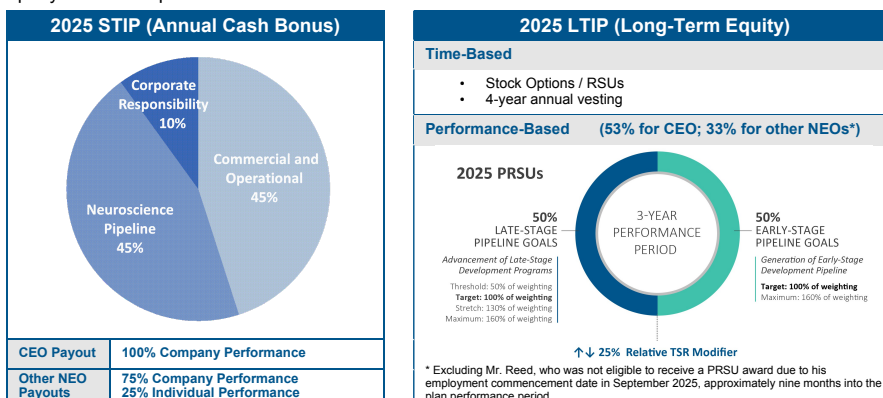 2025 STIP (Annual Cash Bonus)
Corporate
Responsibility
10%
Commercial and
Operational
45%
Neuroscience
Pipeline
45%
CEO Payout
100% Company Performance
Other NEO
Payouts
75% Company Performance
25% Individual Performance
2025 LTIP (Long-Term Equity)
Time-Based
• Stock Options / RSUs
• 4-year annual vesting
Performance-Based (53% for CEO; 33% for other NEOs*)
2025 PRSUs
50%
LATE-STAGE
PIPELINE GOALS
Advancement of Late-Stage
Development Programs
Threshold: 50% of weighting
Target: 100% of weighting
Stretch: 130% of weighting
Maximum: 160% of weighting
3-YEAR
PERFORMANCE
PERIOD
50%
EARLY-STAGE
PIPELINE GOALS
Generation of Early-Stage
Development Pipeline
Target: 100% of weighting
Maximum: 160% of weighting
↑↓ 25% Relative TSR Modifier
* Excluding Mr. Reed, who was not eligible to receive a PRSU award due to his
employment commencement date in September 2025, approximately nine months into the
plan performance period